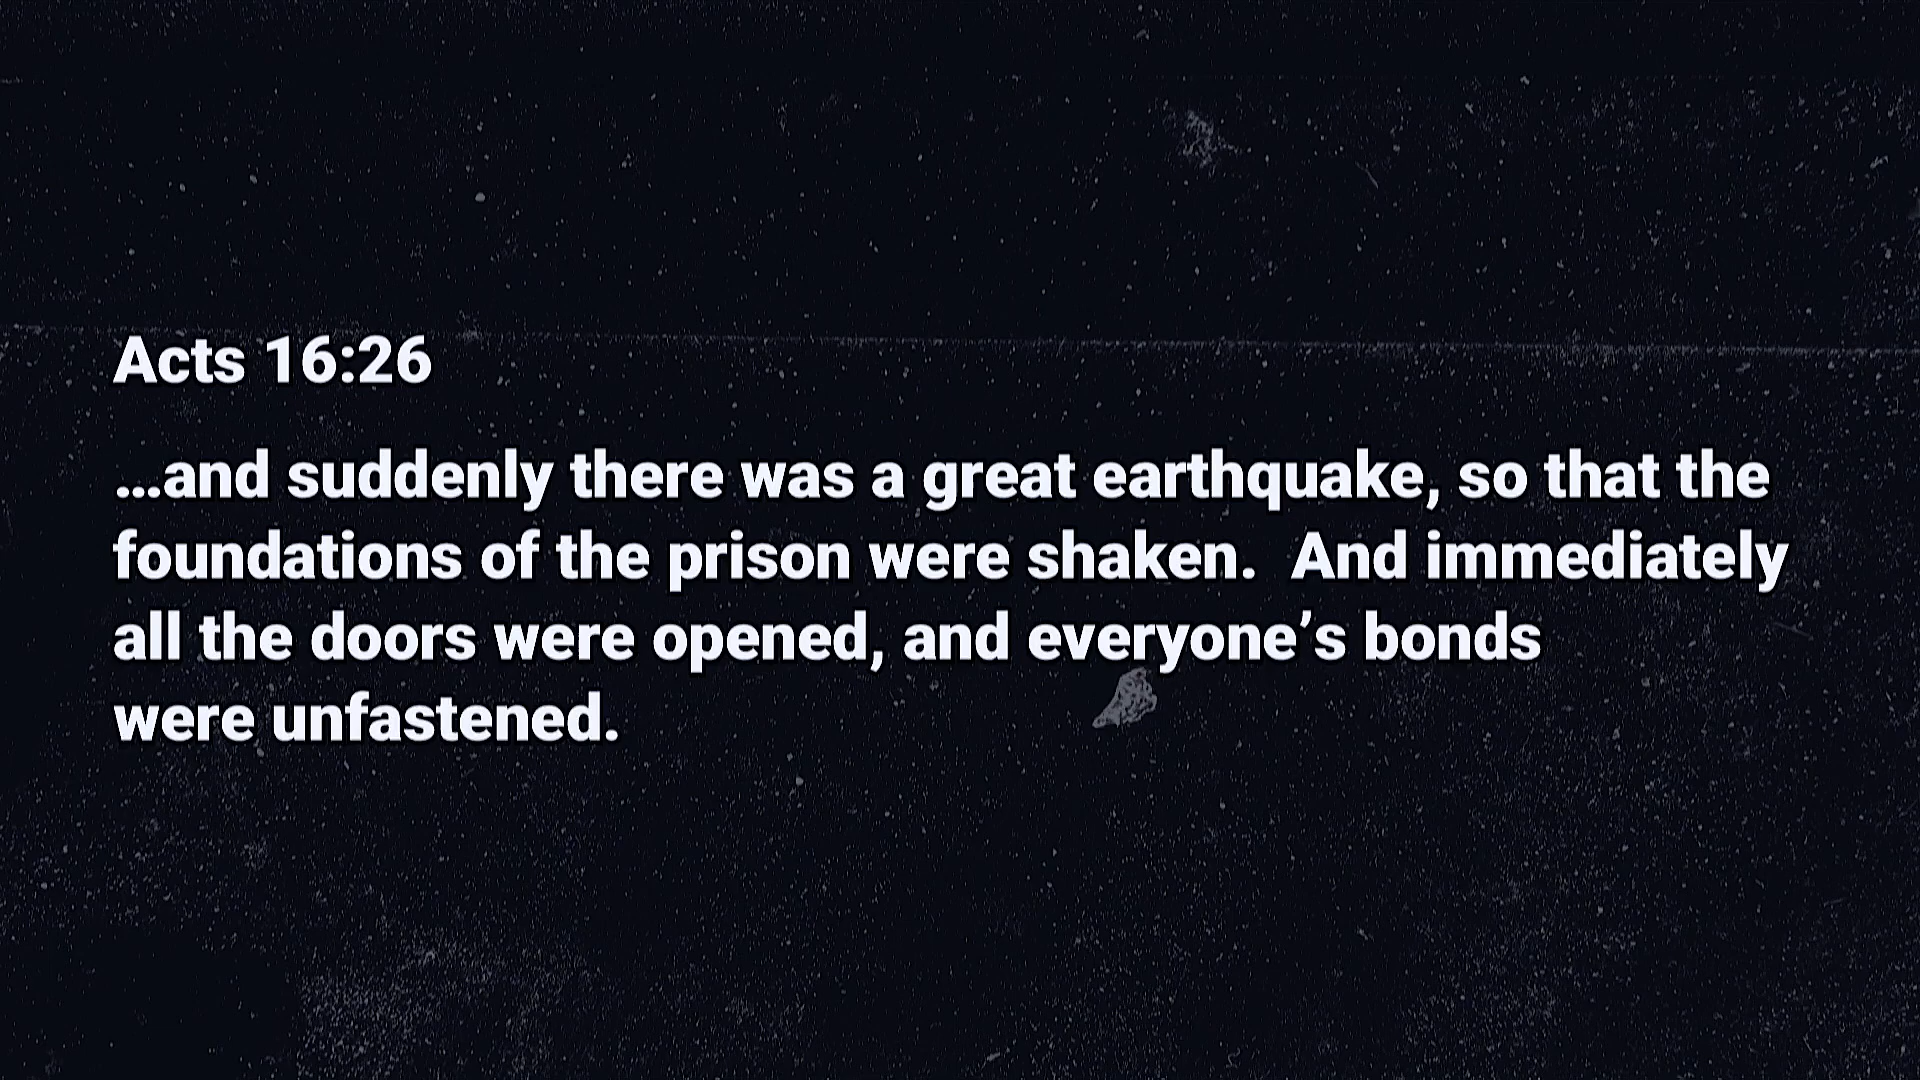 Acts 16:26
…and suddenly there was a great earthquake, so that the
foundations of the prison were shaken.  And immediately
all the doors were opened, and everyone’s bonds
were unfastened.